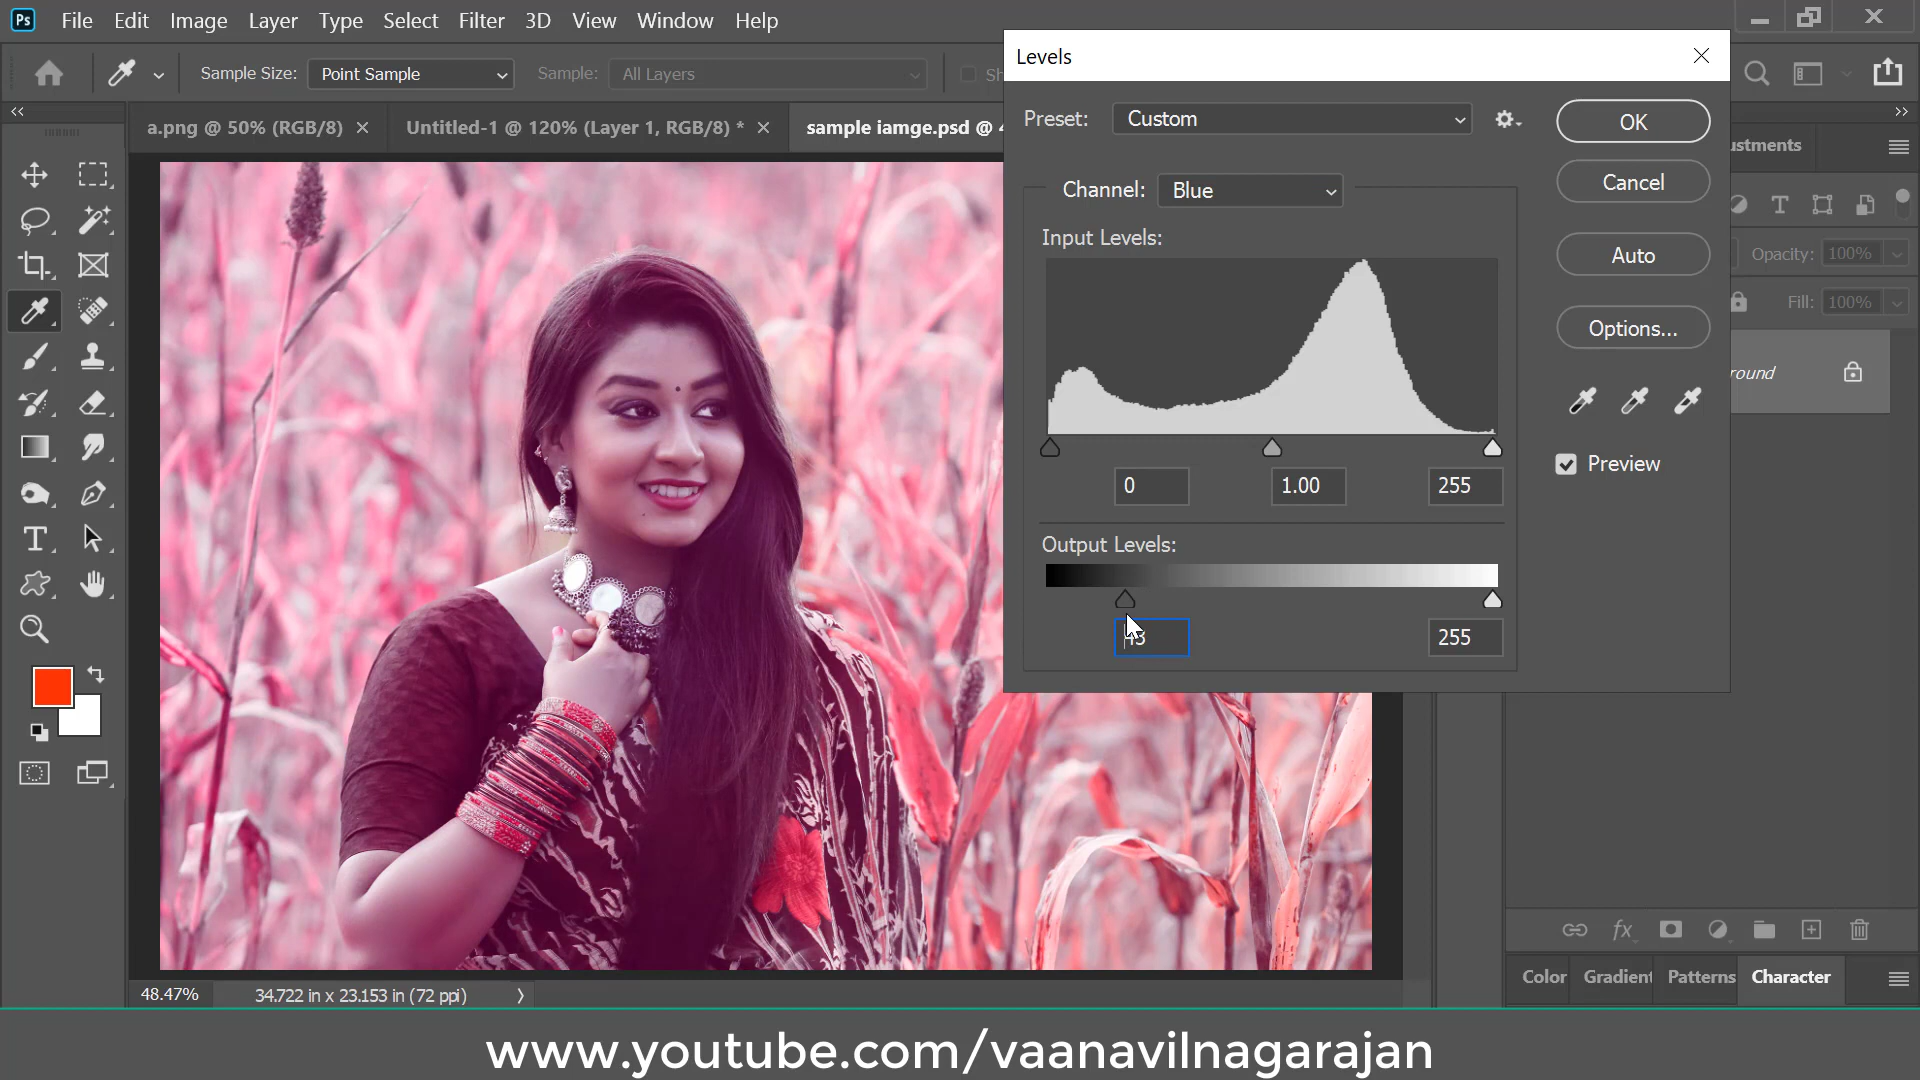 Ps File Edit Image Layer Type Select Filter 3D View Window Help
Sample Size: Point Sample Sample: All Layers
a.png @ 50% (RGB/8) Untitled-1 @ 120% (Layer 1, RGB/8) * sample iamge.psd @
Levels
Preset: Custom
Channel: Blue
Input Levels:
0 1.00 255
Output Levels:
43 255
OK
Cancel
Auto
Options...
Preview
ustments
Opacity: 100%
Fill: 100%
round
48.47% 34.722 in x 23.153 in (72 ppi)
Color Gradient Patterns Character
www.youtube.com/vaanavilnagarajan